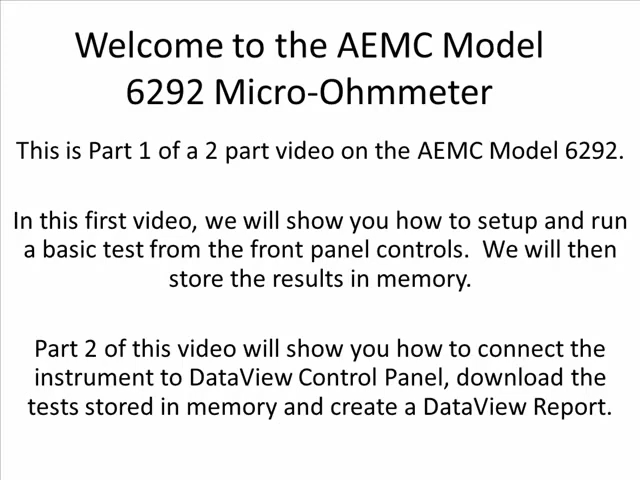 Welcome to the AEMC Model
6292 Micro-Ohmmeter
This is Part 1 of a 2 part video on the AEMC Model 6292.
In this first video, we will show you how to setup and run
a basic test from the front panel controls.  We will then
store the results in memory.
Part 2 of this video will show you how to connect the
instrument to DataView Control Panel, download the
tests stored in memory and create a DataView Report.